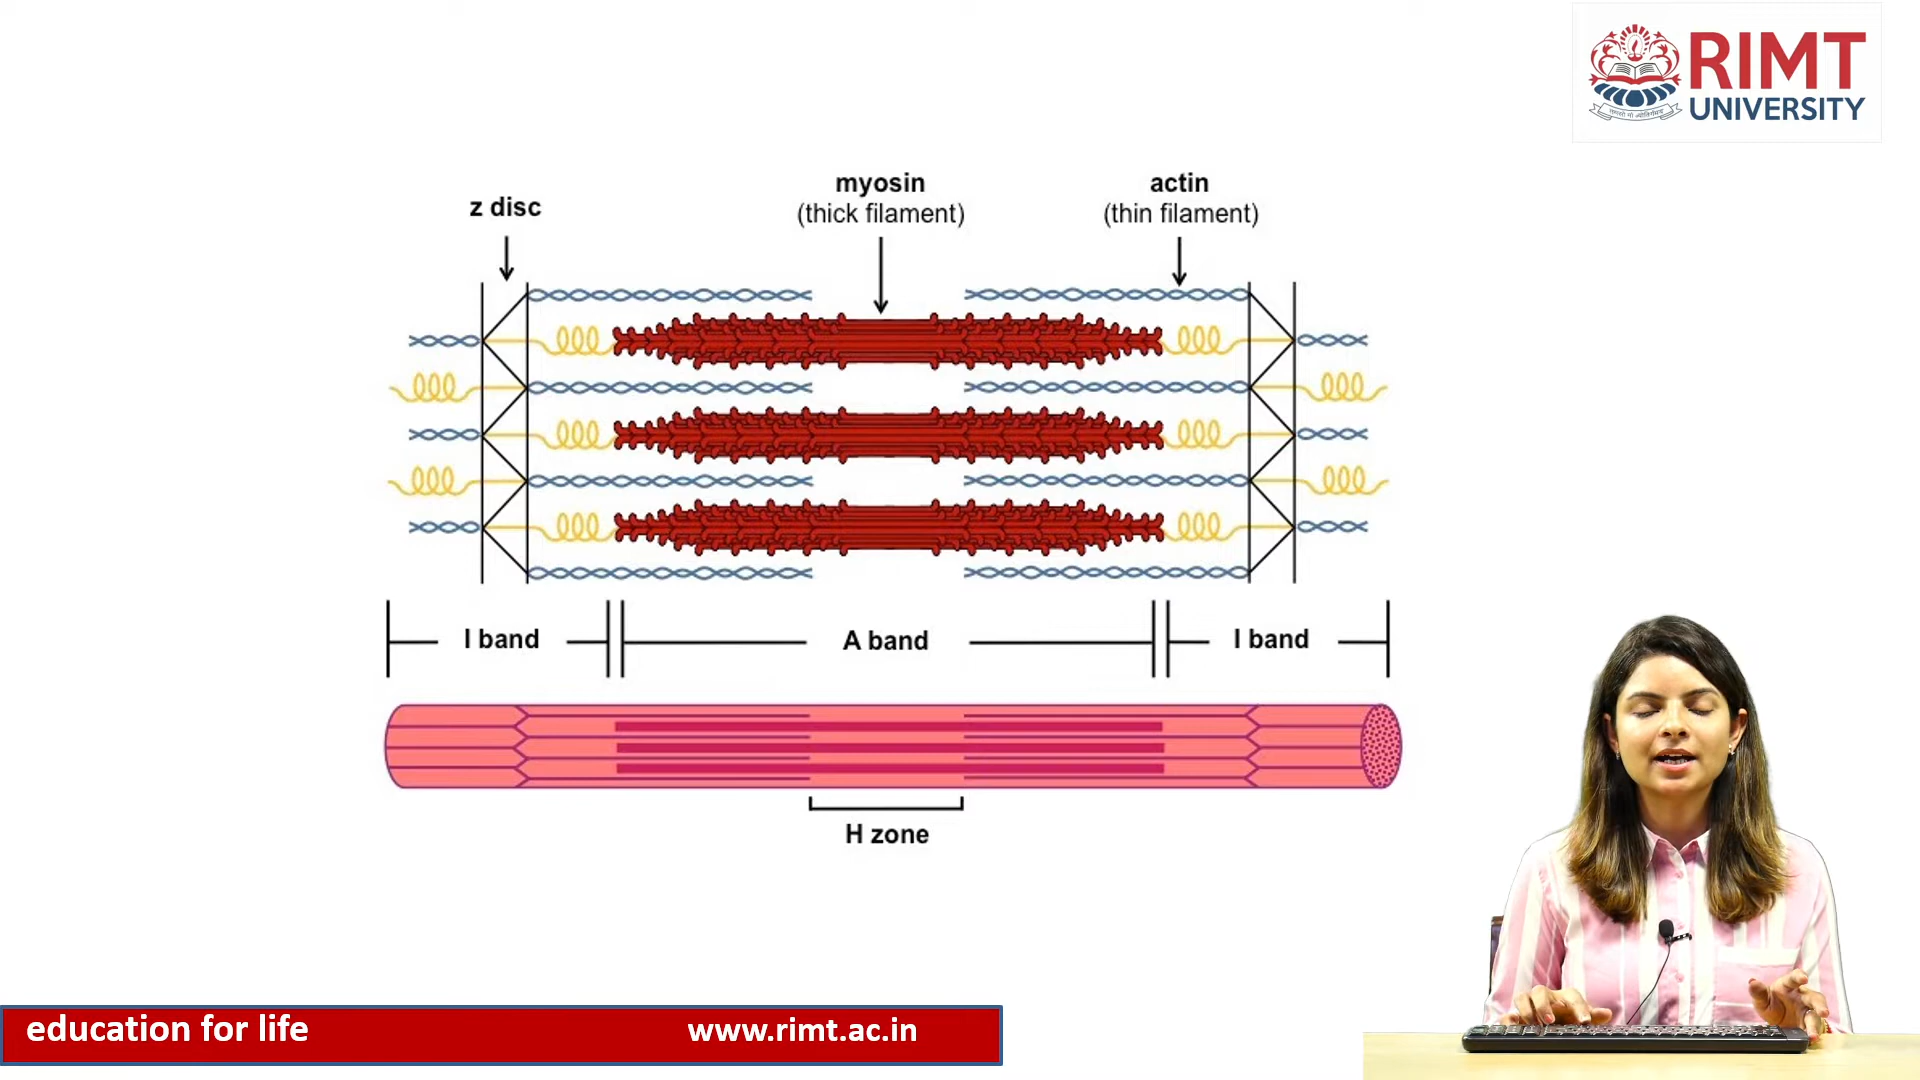 RIMT
UNIVERSITY
z disc
myosin
(thick filament)
actin
(thin filament)
I band
A band
I band
H zone
education for life
www.rimt.ac.in